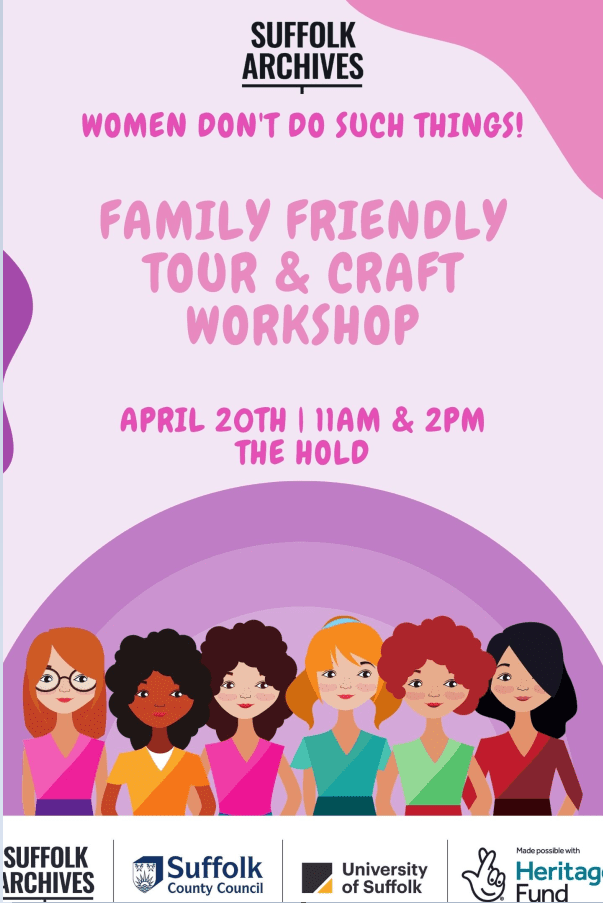 SUFFOLK
ARCHIVES
WOMEN DON'T DO SUCH THINGS!
FAMILY FRIENDLY
TOUR & CRAFT
WORKSHOP
APRIL 20TH | 11AM & 2PM
THE HOLD
SUFFOLK
ARCHIVES
Suffolk
County Council
University
of Suffolk
Made possible with
Heritage
Fund